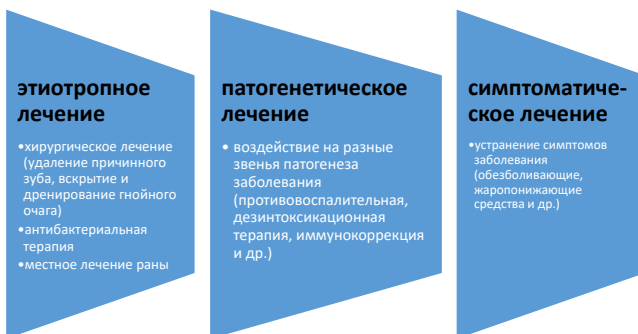 этиотропное
лечение
•хирургическое лечение
(удаление причинного
зуба, вскрытие и
дренирование гнойного
очага)
•антибактериальная
терапия
•местное лечение раны
патогенетическое
лечение
• воздействие на разные
звенья патогенеза
заболевания
(противовоспалительная,
дезинтоксикационная
терапия, иммунокоррекция
и др.)
симптоматиче-
ское лечение
•устранение симптомов
заболевания
(обезболивающие,
жаропонижающие
средства и др.)